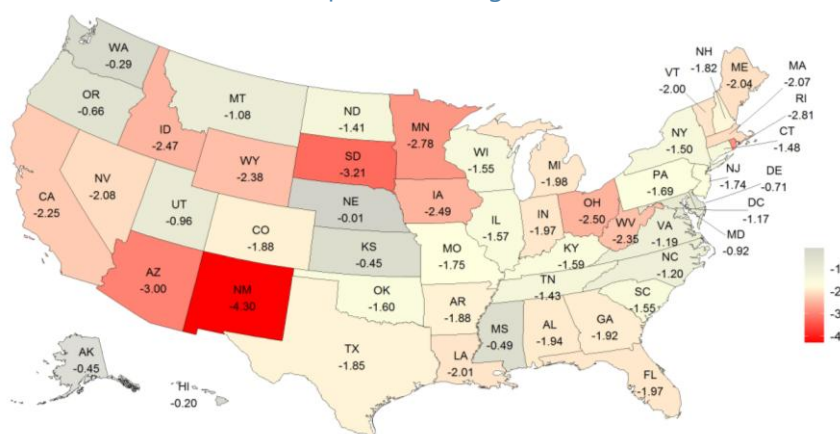 WA
-0.29
OR
-0.66
CA
-2.25
NV
-2.08
ID
-2.47
MT
-1.08
WY
-2.38
UT
-0.96
AZ
-3.00
CO
-1.88
NM
-4.30
ND
-1.41
SD
-3.21
NE
-0.01
KS
-0.45
OK
-1.60
TX
-1.85
MN
-2.78
IA
-2.49
MO
-1.75
AR
-1.88
LA
-2.01
WI
-1.55
IL
-1.57
MI
-1.98
IN
-1.97
OH
-2.50
KY
-1.59
TN
-1.43
MS
-0.49
AL
-1.94
GA
-1.92
FL
-1.97
SC
-1.55
NC
-1.20
VA
-1.19
WV
-2.35
PA
-1.69
NY
-1.50
VT
-2.00
NH
-1.82
ME
-2.04
MA
-2.07
RI
-2.81
CT
-1.48
NJ
-1.74
DE
-0.71
DC
-1.17
MD
-0.92
AK
-0.45
HI
-0.20
-1
-2
-3
-4